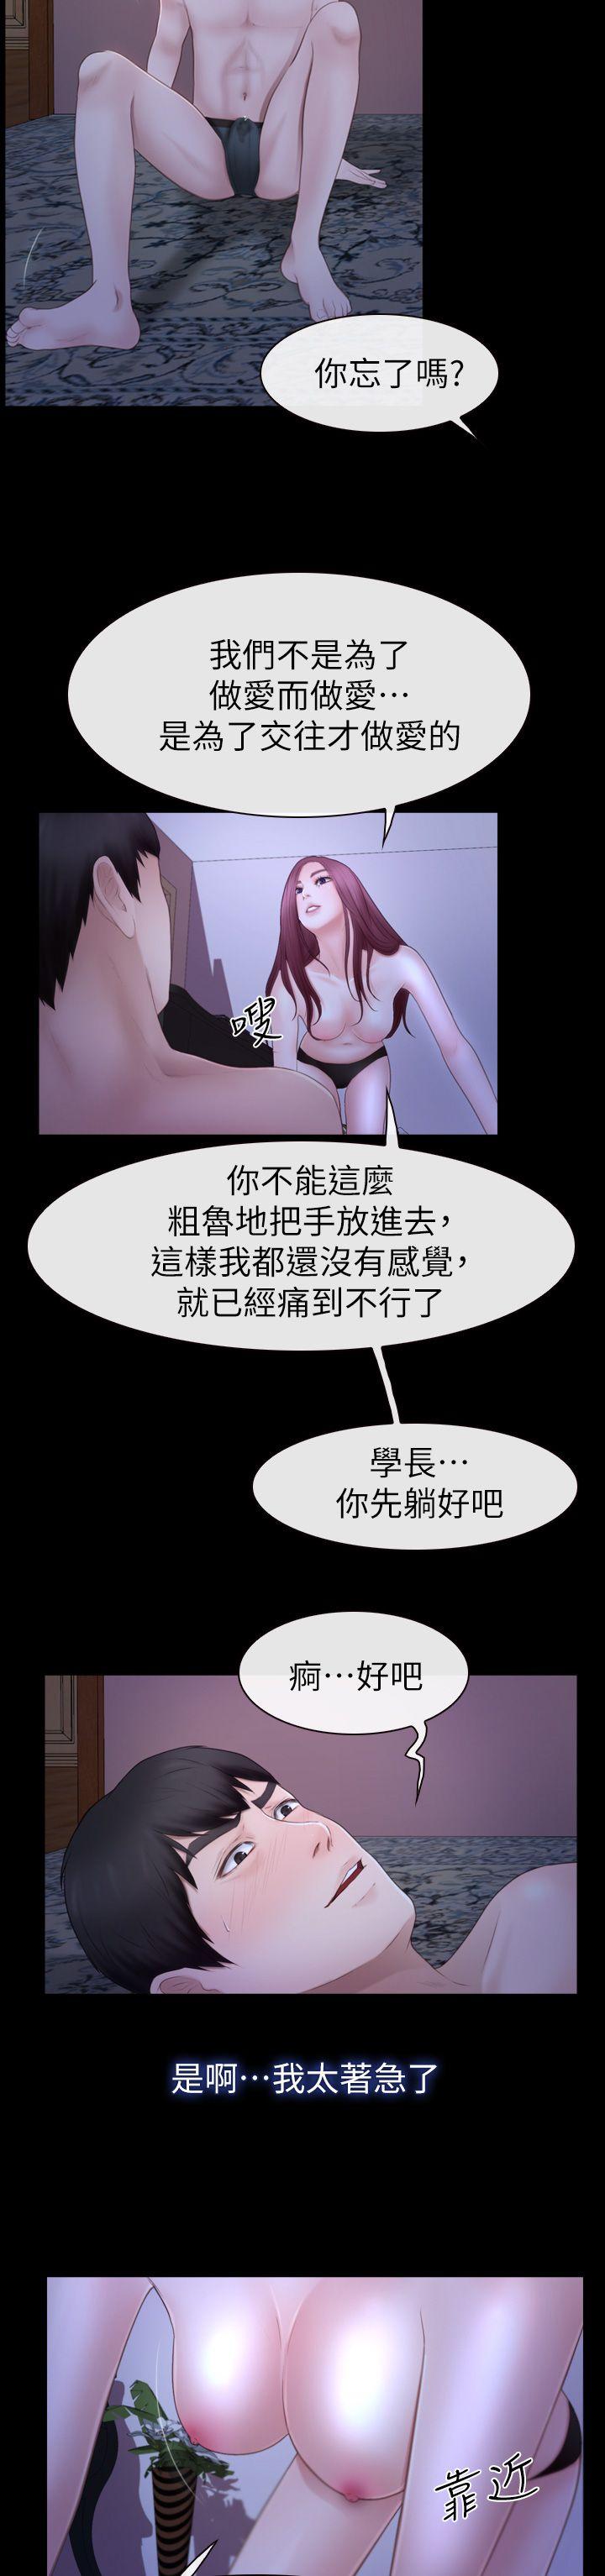 你忘了嗎?
我們不是為了
做愛而做愛⋯
是為了交往才做愛的
嗖
你不能這麼
粗魯地把手放進去,
這樣我都還沒有感覺,
就已經痛到不行了
學長⋯
你先躺好吧
痾⋯好吧
是啊⋯我太著急了
靠近